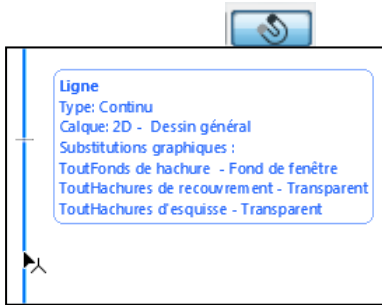 Ligne
Type: Continu
Calque: 2D - Dessin général
Substitutions graphiques :
ToutFonds de hachure - Fond de fenêtre
ToutHachures de recouvrement - Transparent
ToutHachures d'esquisse - Transparent